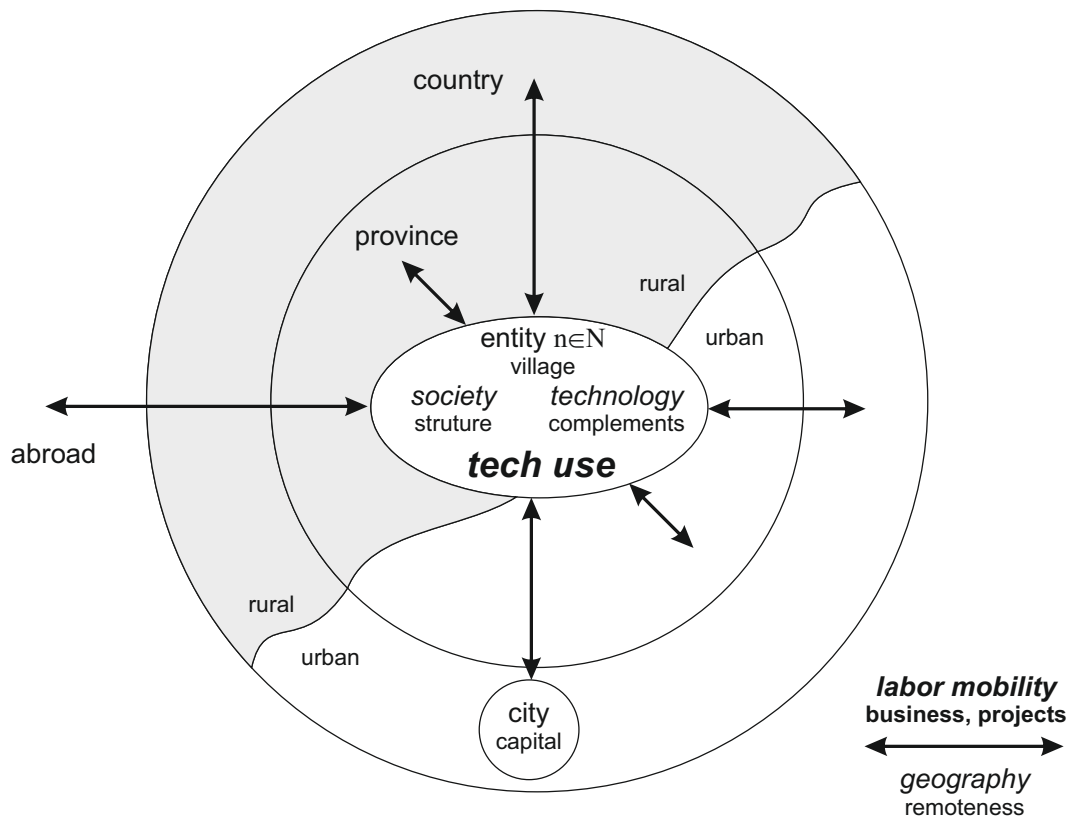 country
province
rural
urban
entity n∈N
village
society technology
struture complements
tech use
abroad
rural
urban
city
capital
labor mobility
business, projects
geography
remoteness